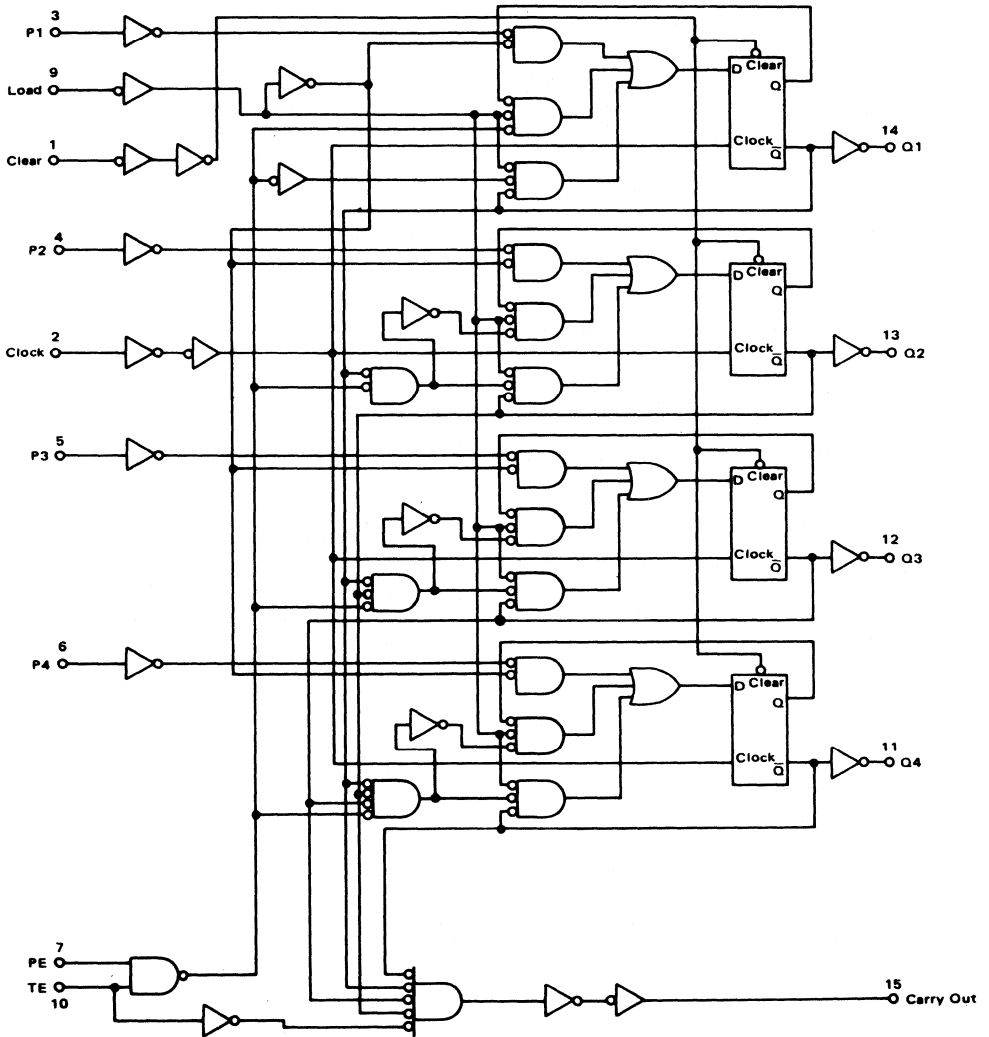 3
P1
9
Load
1
Clear
D Clear
Q
Clock
Q̅
14
Q1
4
P2
2
Clock
D Clear
Q
Clock
Q̅
13
Q2
5
P3
D Clear
Q
Clock
Q̅
12
Q3
6
P4
D Clear
Q
Clock
Q̅
11
Q4
7
PE
TE
10
15
Carry Out